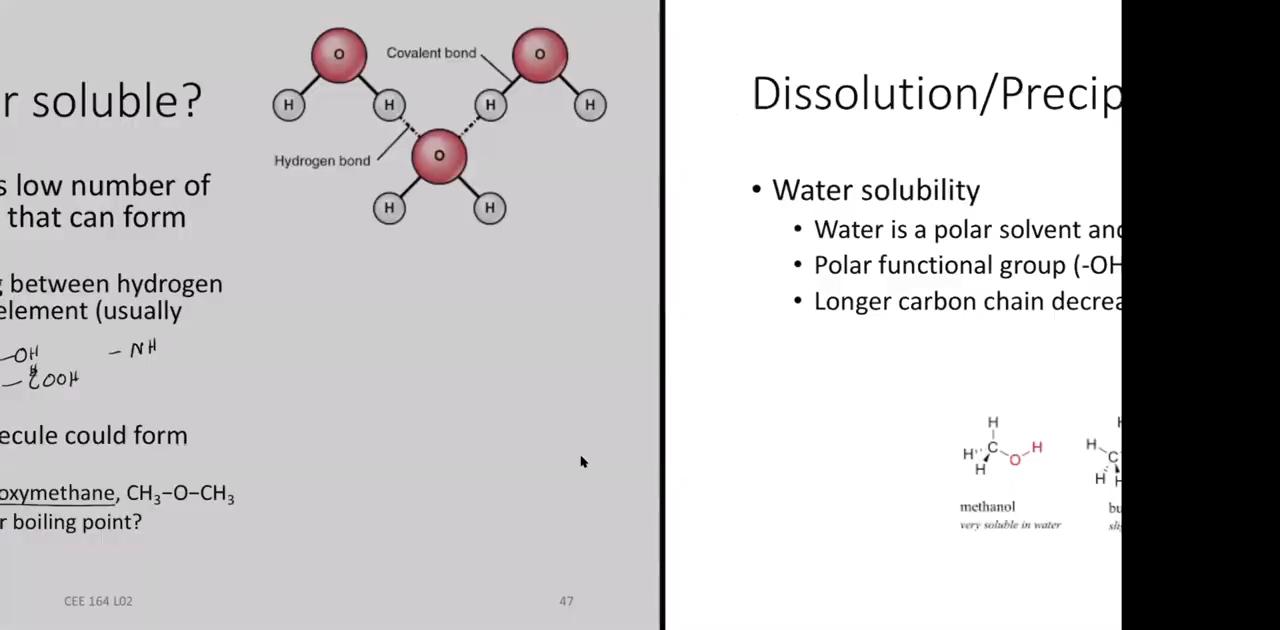 r soluble?
s low number of
that can form
g between hydrogen
element (usually
-OH
- NH
- COOH
ecule could form
oxymethane, CH₃−O−CH₃
r boiling point?
CEE 164 L02
47
O
Covalent bond
O
H
H
H
H
Hydrogen bond
O
H
H
Dissolution/Precip
• Water solubility
• Water is a polar solvent and
• Polar functional group (-OH
• Longer carbon chain decrea
H
H C O H
H
methanol
very soluble in water
H
H C
H H
bu